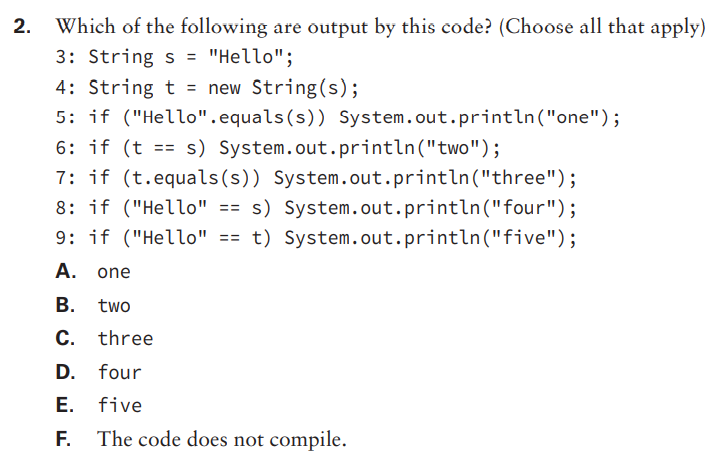 2. Which of the following are output by this code? (Choose all that apply)
3: String s = "Hello";
4: String t = new String(s);
5: if ("Hello".equals(s)) System.out.println("one");
6: if (t == s) System.out.println("two");
7: if (t.equals(s)) System.out.println("three");
8: if ("Hello" == s) System.out.println("four");
9: if ("Hello" == t) System.out.println("five");
A. one
B. two
C. three
D. four
E. five
F. The code does not compile.